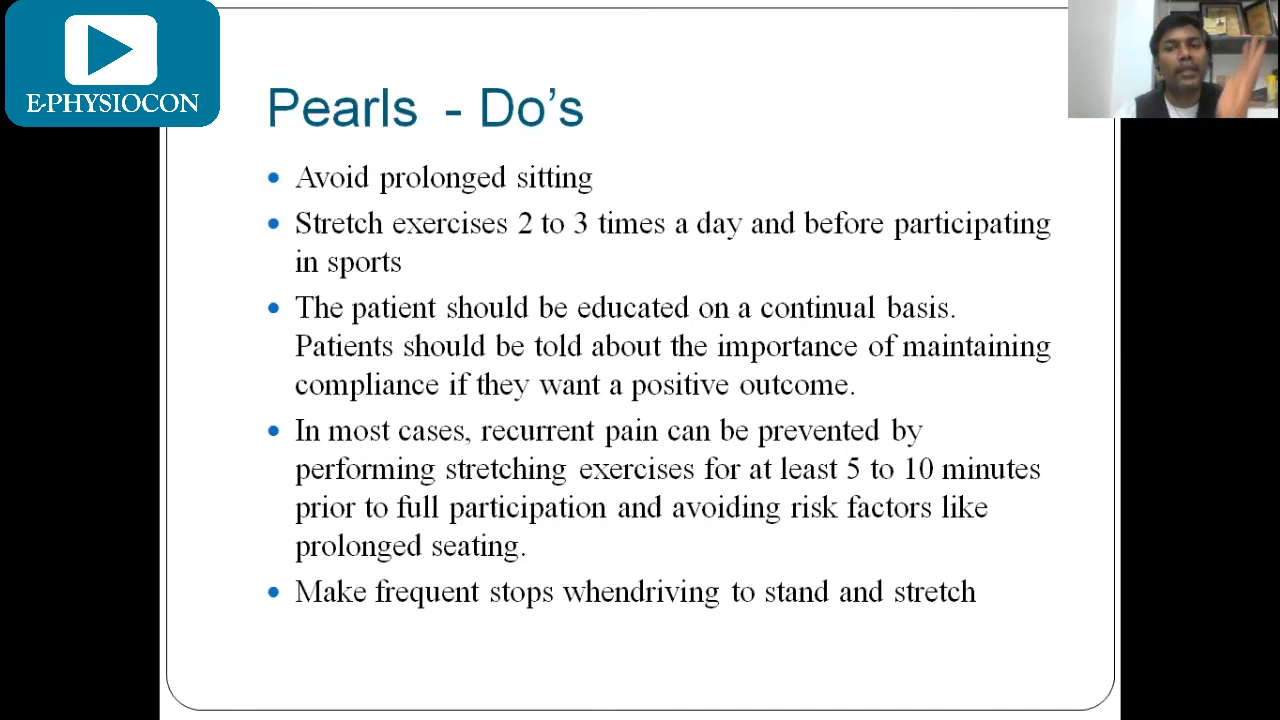 E-PHYSIOCON
Pearls - Do's
• Avoid prolonged sitting
• Stretch exercises 2 to 3 times a day and before participating
in sports
• The patient should be educated on a continual basis.
Patients should be told about the importance of maintaining
compliance if they want a positive outcome.
• In most cases, recurrent pain can be prevented by
performing stretching exercises for at least 5 to 10 minutes
prior to full participation and avoiding risk factors like
prolonged seating.
• Make frequent stops whendriving to stand and stretch